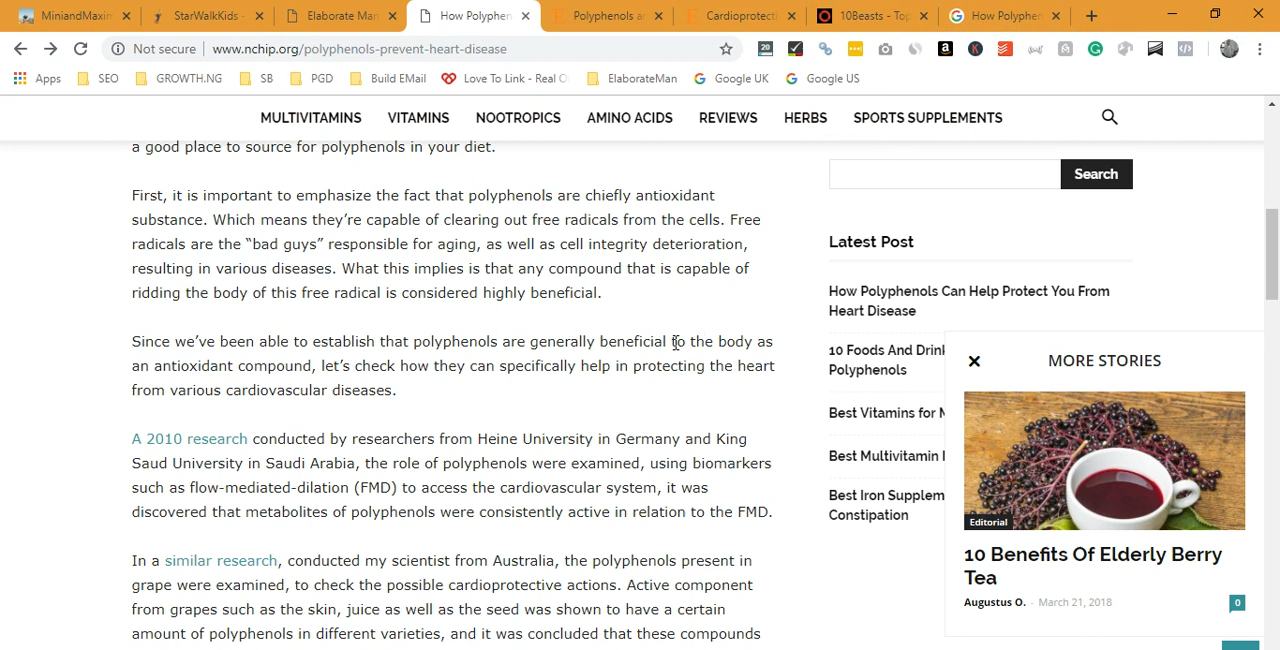 MiniandMaxin
StarWalkKids -
Elaborate Man
How Polyphen
Polyphenols a
Cardioprotecti
10Beasts - Top
How Polyphen
Not secure | www.nchip.org/polyphenols-prevent-heart-disease
20
Apps SEO GROWTH.NG SB PGD Build EMail Love To Link - Real O ElaborateMan Google UK Google US
MULTIVITAMINS VITAMINS NOOTROPICS AMINO ACIDS REVIEWS HERBS SPORTS SUPPLEMENTS
a good place to source for polyphenols in your diet.
First, it is important to emphasize the fact that polyphenols are chiefly antioxidant
substance. Which means they’re capable of clearing out free radicals from the cells. Free
radicals are the “bad guys” responsible for aging, as well as cell integrity deterioration,
resulting in various diseases. What this implies is that any compound that is capable of
ridding the body of this free radical is considered highly beneficial.
Since we’ve been able to establish that polyphenols are generally beneficial to the body as
an antioxidant compound, let’s check how they can specifically help in protecting the heart
from various cardiovascular diseases.
A 2010 research conducted by researchers from Heine University in Germany and King
Saud University in Saudi Arabia, the role of polyphenols were examined, using biomarkers
such as flow-mediated-dilation (FMD) to access the cardiovascular system, it was
discovered that metabolites of polyphenols were consistently active in relation to the FMD.
In a similar research, conducted my scientist from Australia, the polyphenols present in
grape were examined, to check the possible cardioprotective actions. Active component
from grapes such as the skin, juice as well as the seed was shown to have a certain
amount of polyphenols in different varieties, and it was concluded that these compounds
Search
Latest Post
How Polyphenols Can Help Protect You From
Heart Disease
10 Foods And Drink
Polyphenols
Best Vitamins for M
Best Multivitamin
Best Iron Supplem
Constipation
MORE STORIES
Editorial
10 Benefits Of Elderly Berry
Tea
Augustus O. - March 21, 2018 0